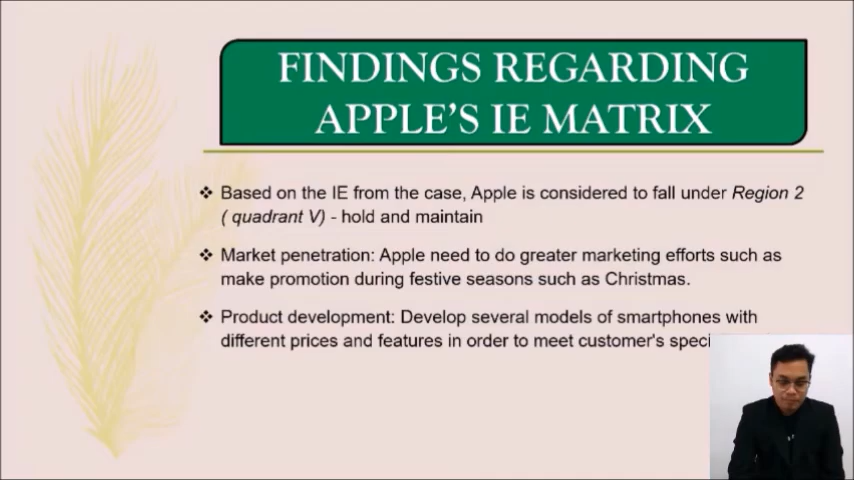 FINDINGS REGARDING
APPLE'S IE MATRIX
❖ Based on the IE from the case, Apple is considered to fall under Region 2
( quadrant V) - hold and maintain
❖ Market penetration: Apple need to do greater marketing efforts such as
make promotion during festive seasons such as Christmas.
❖ Product development: Develop several models of smartphones with
different prices and features in order to meet customer's